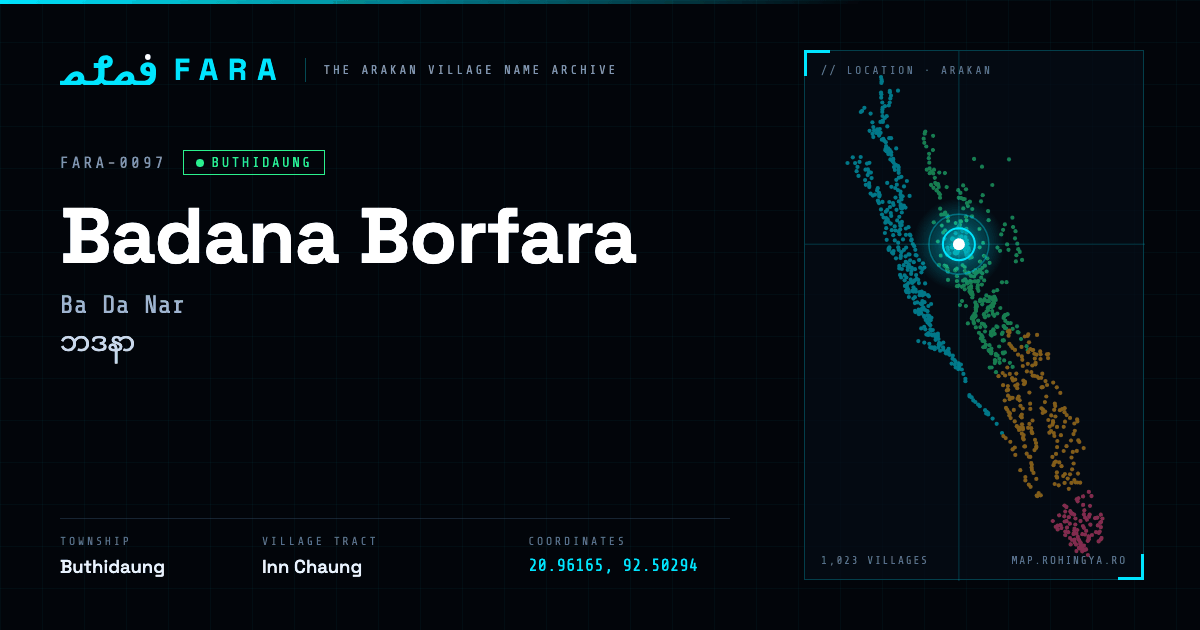 FARA
THE ARAKAN VILLAGE NAME ARCHIVE
FARA-0097
BUTHIDAUNG
Badana Borfara
Ba Da Nar
ဘဒနာ
TOWNSHIP
Buthidaung
VILLAGE TRACT
Inn Chaung
COORDINATES
20.96165, 92.50294
// LOCATION · ARAKAN
1,023 VILLAGES
MAP.ROHINGYA.RO